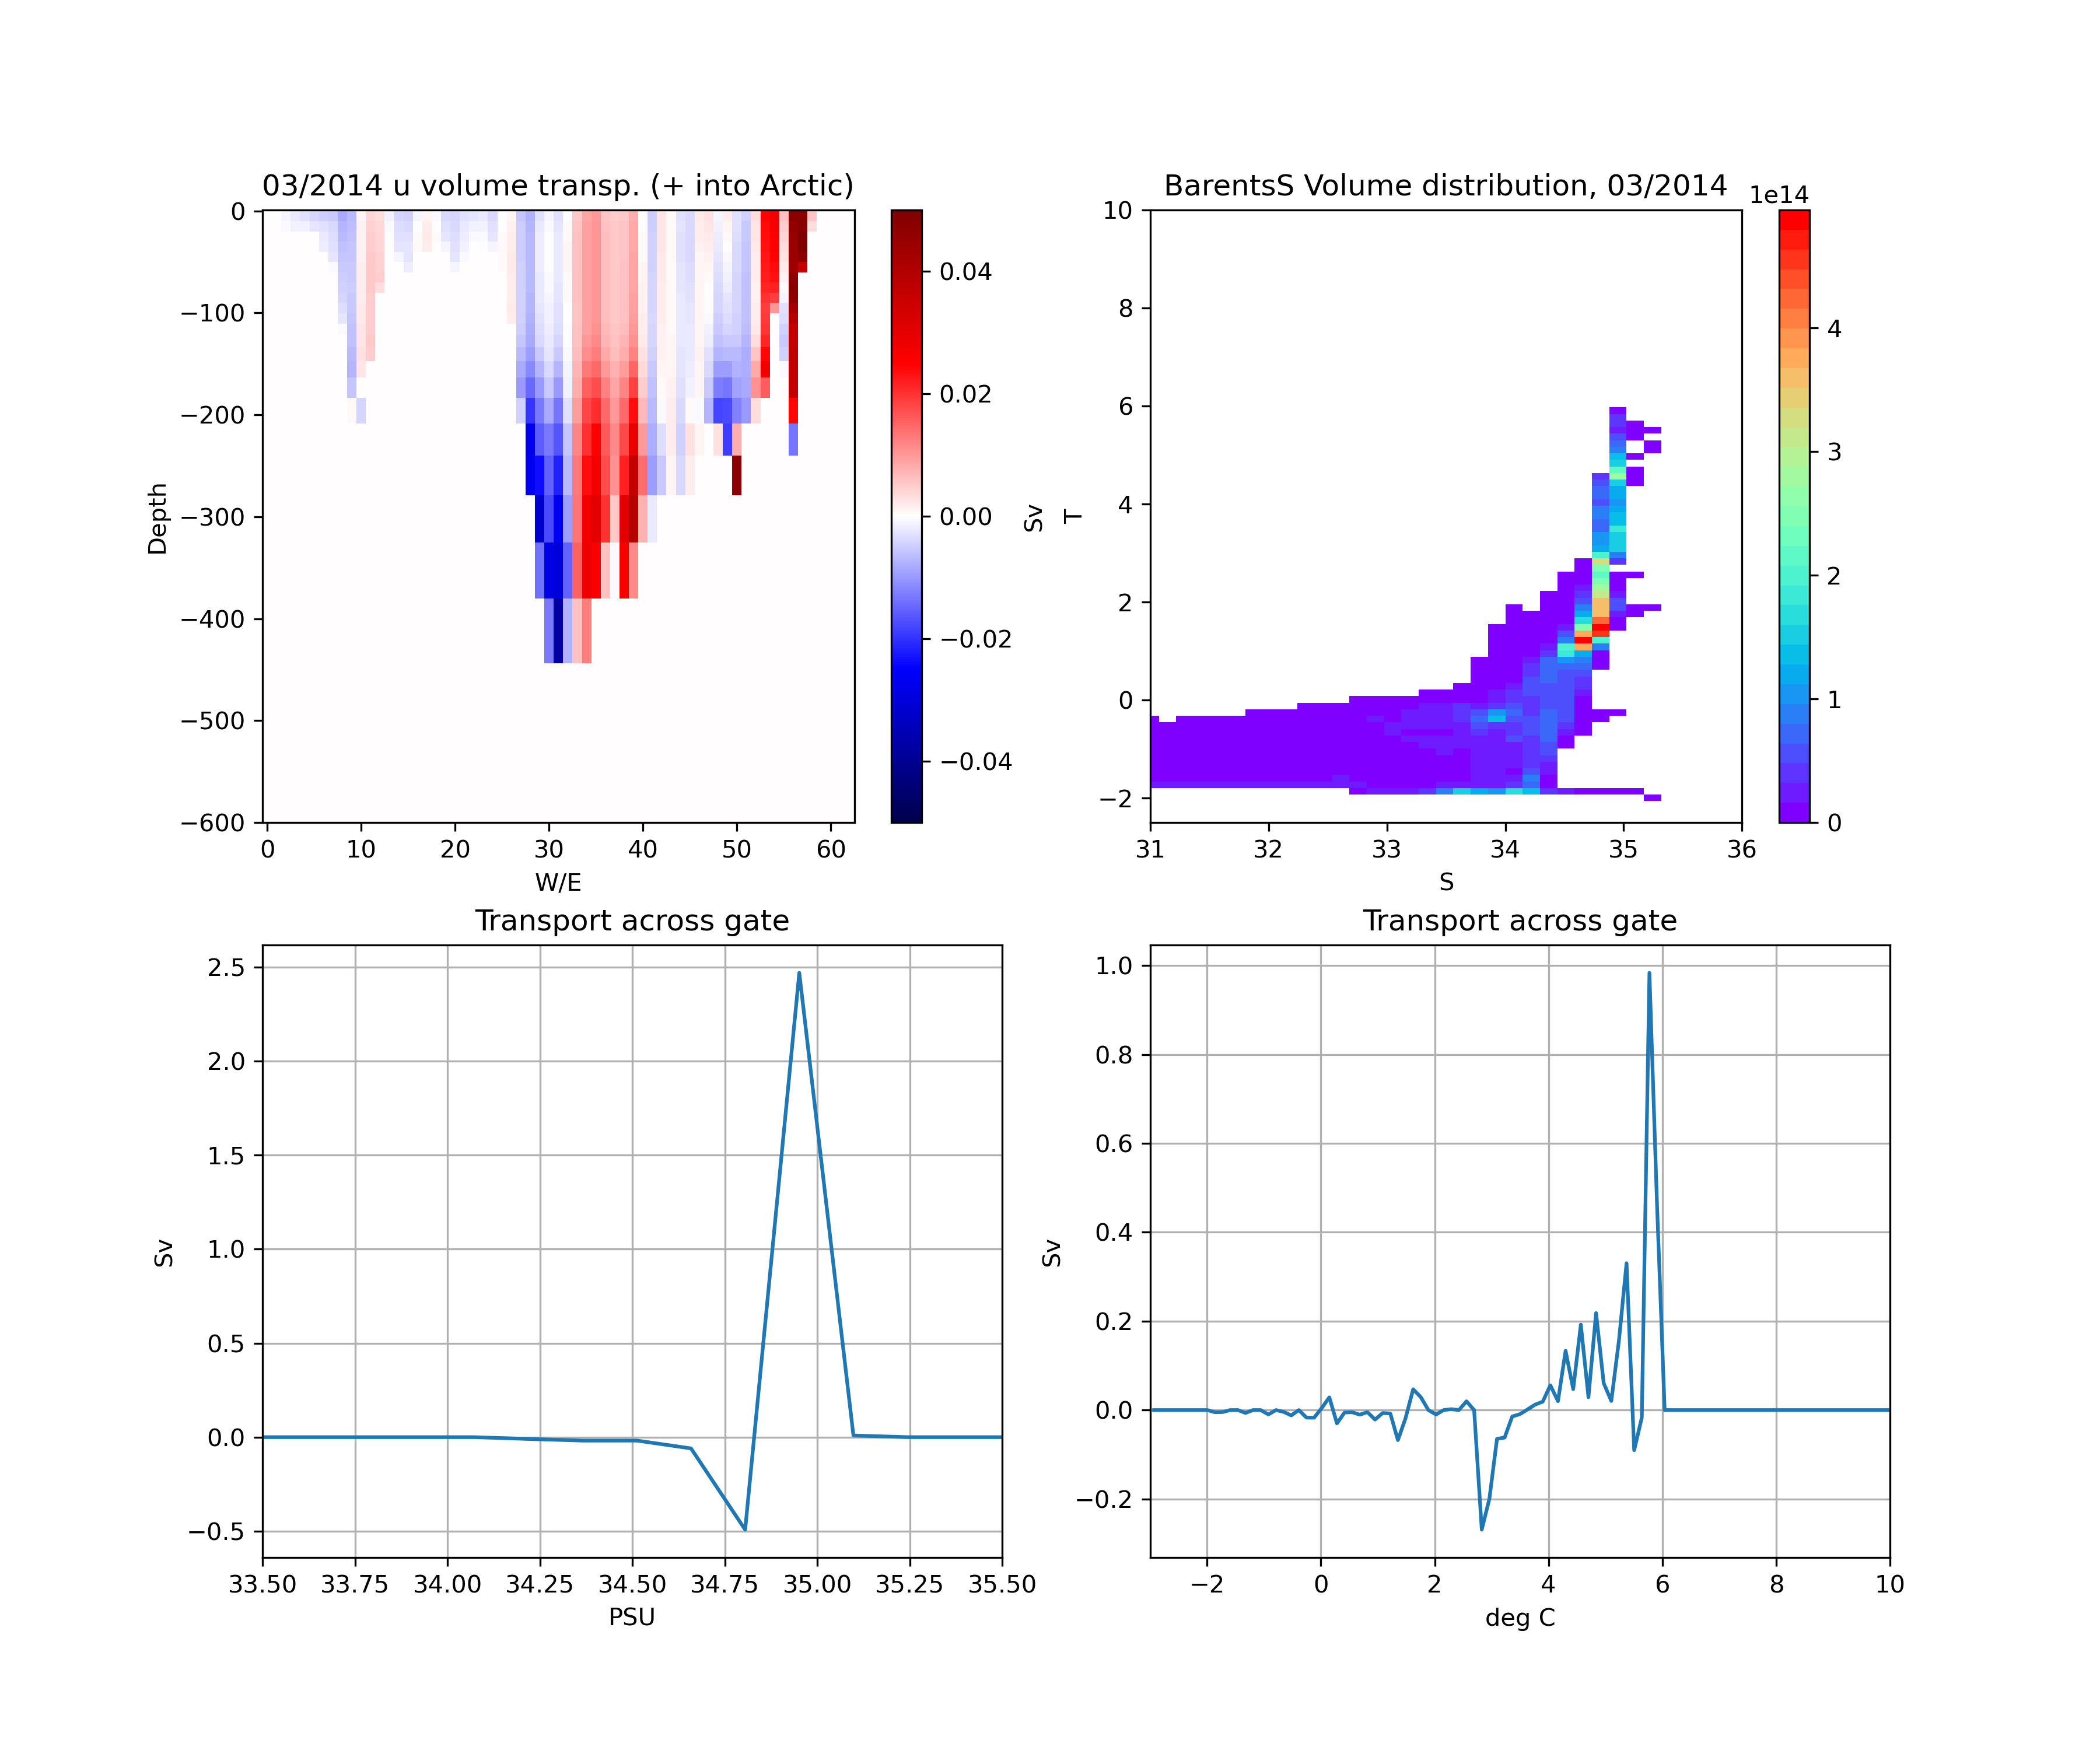 03/2014 u volume transp. (+ into Arctic)
0
−100
−200
−300
−400
−500
−600
Depth
0 10 20 30 40 50 60
W/E
0.04
0.02
0.00
−0.02
−0.04
Sv
BarentsS Volume distribution, 03/2014
1e14
10
8
6
4
2
0
−2
T
31 32 33 34 35 36
S
4
3
2
1
0
Transport across gate
2.5
2.0
1.5
1.0
0.5
0.0
−0.5
Sv
33.50 33.75 34.00 34.25 34.50 34.75 35.00 35.25 35.50
PSU
Transport across gate
1.0
0.8
0.6
0.4
0.2
0.0
−0.2
Sv
−2 0 2 4 6 8 10
deg C